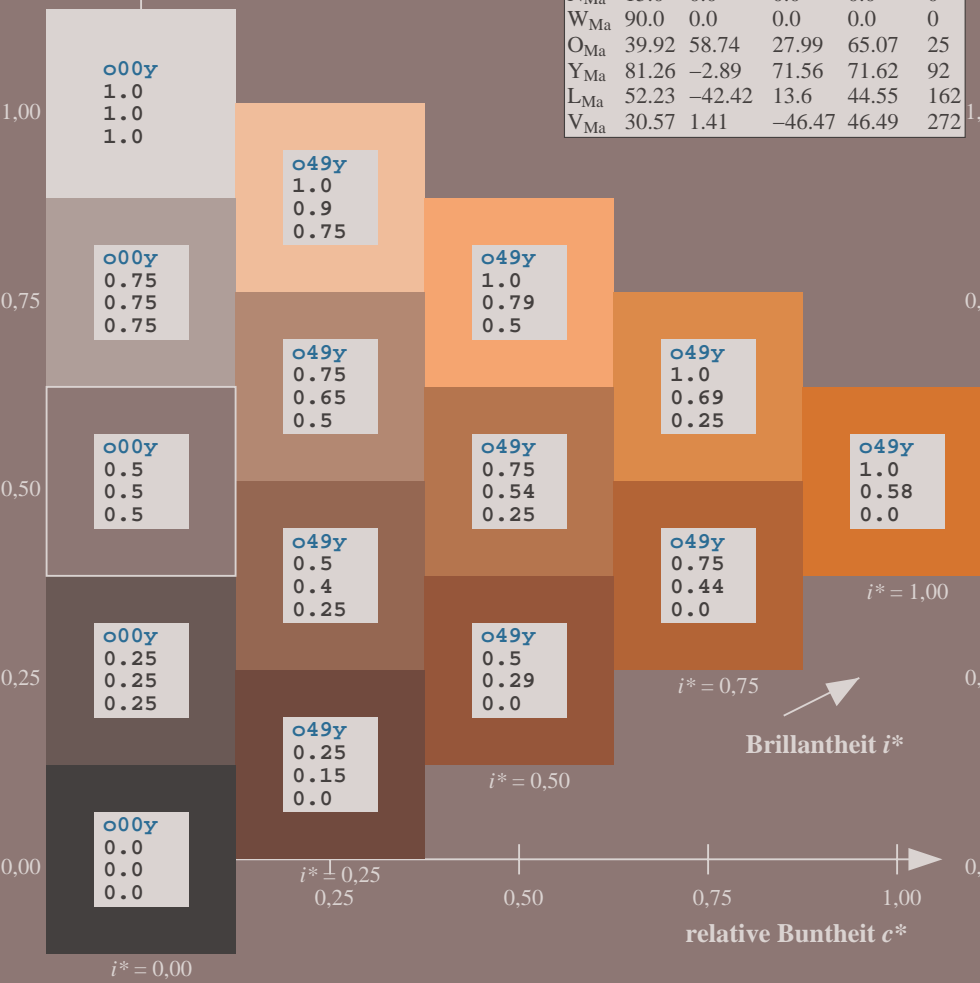 W_Ma 90.0 0.0 0.0 0.0 0
O_Ma 39.92 58.74 27.99 65.07 25
Y_Ma 81.26 –2.89 71.56 71.62 92
L_Ma 52.23 –42.42 13.6 44.55 162
V_Ma 30.57 1.41 –46.47 46.49 272
o00y
1.0
1.0
1.0
1,00
o49y
1.0
0.9
0.75
o00y
0.75
0.75
0.75
0,75
o49y
1.0
0.79
0.5
o49y
0.75
0.65
0.5
o49y
1.0
0.69
0.25
o00y
0.5
0.5
0.5
0,50
o49y
0.75
0.54
0.25
o49y
1.0
0.58
0.0
i* = 1,00
o49y
0.5
0.4
0.25
o49y
0.75
0.44
0.0
i* = 0,75
o00y
0.25
0.25
0.25
0,25
o49y
0.5
0.29
0.0
i* = 0,50
Brillantheit i*
o49y
0.25
0.15
0.0
i* = 0,25
o00y
0.0
0.0
0.0
0,00
0,25 0,50 0,75 1,00
relative Buntheit c*
i* = 0,00